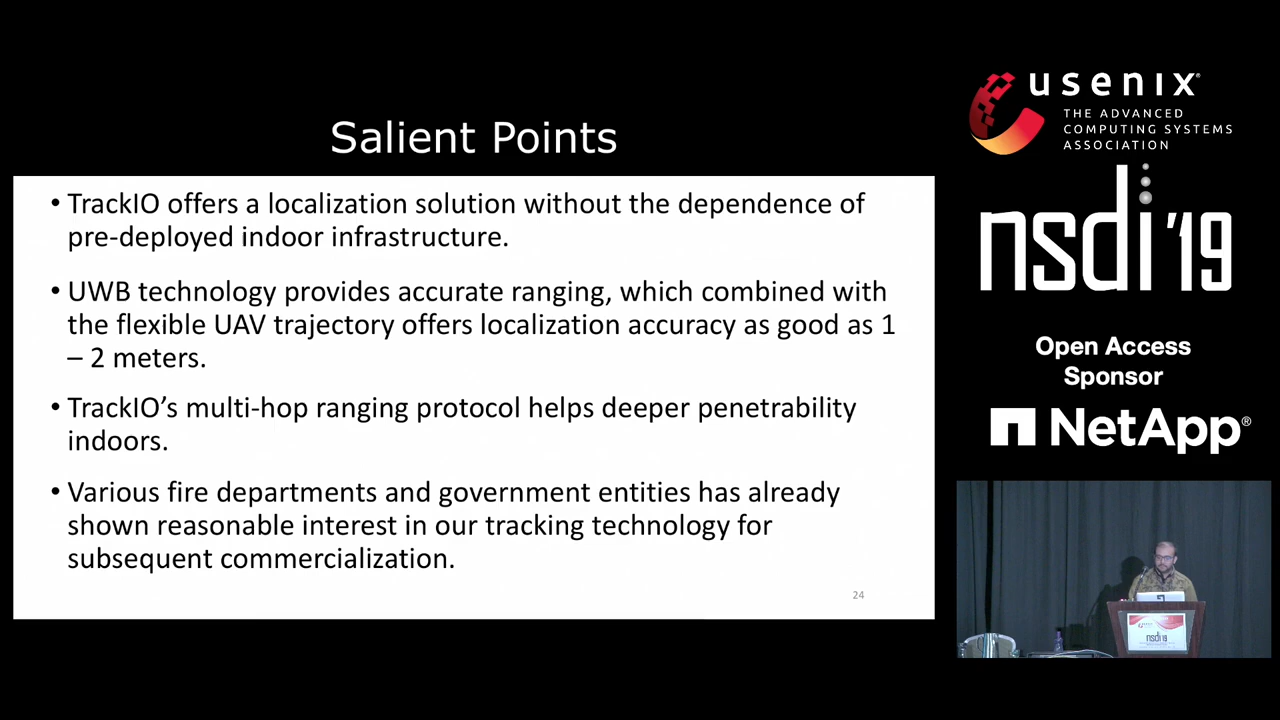 Salient Points
• TrackIO offers a localization solution without the dependence of
pre-deployed indoor infrastructure.
• UWB technology provides accurate ranging, which combined with
the flexible UAV trajectory offers localization accuracy as good as 1
– 2 meters.
• TrackIO’s multi-hop ranging protocol helps deeper penetrability
indoors.
• Various fire departments and government entities has already
shown reasonable interest in our tracking technology for
subsequent commercialization.
24
usenix®
THE ADVANCED
COMPUTING SYSTEMS
ASSOCIATION
nsdi '19
Open Access
Sponsor
NetApp®
usenix
nsdi 19